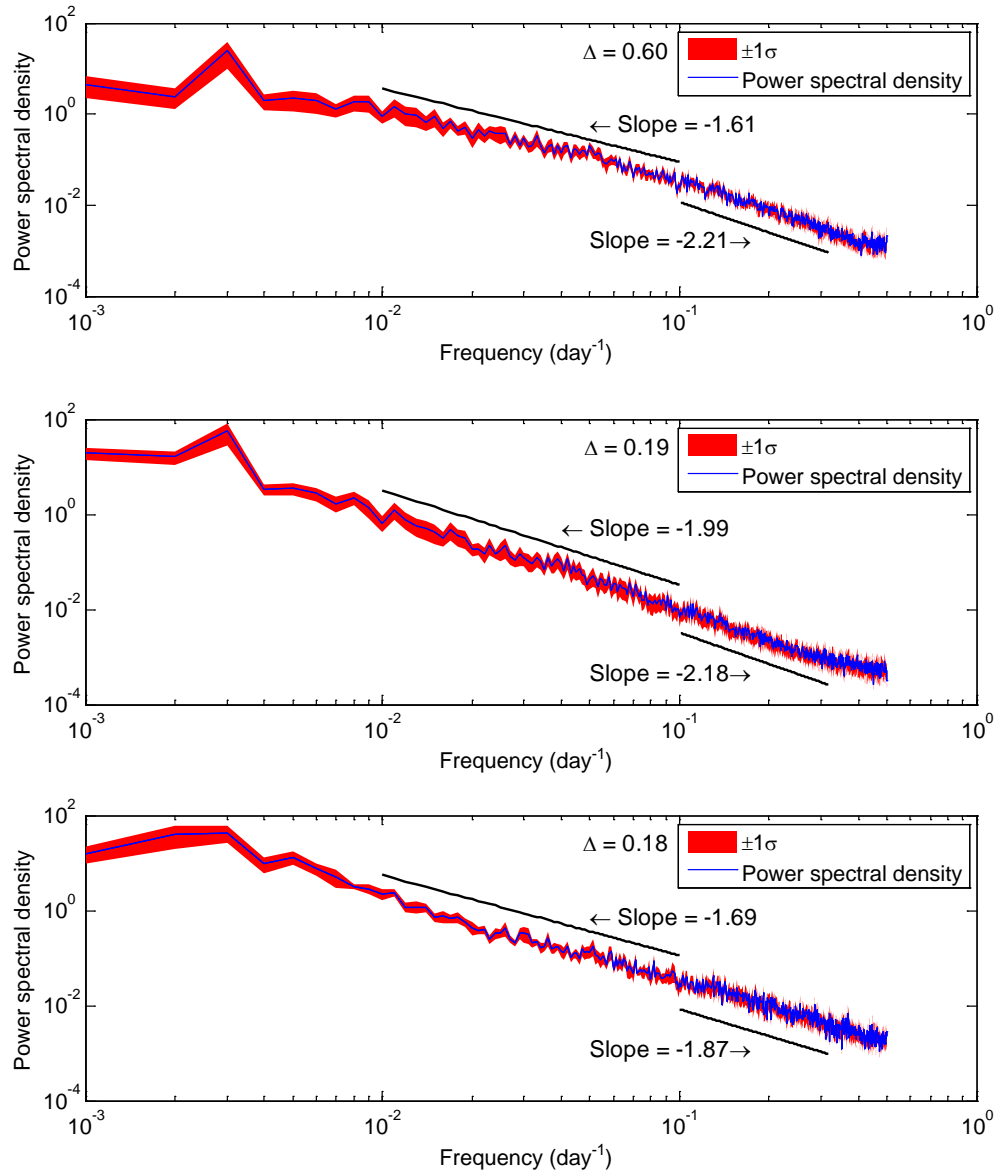 10^2
10^0
10^-2
10^-4
Power spectral density
Δ = 0.60
±1σ
Power spectral density
← Slope = -1.61
Slope = -2.21→
10^-3
10^-2
10^-1
10^0
Frequency (day^-1)
10^2
10^0
10^-2
10^-4
Power spectral density
Δ = 0.19
±1σ
Power spectral density
← Slope = -1.99
Slope = -2.18→
10^-3
10^-2
10^-1
10^0
Frequency (day^-1)
10^2
10^0
10^-2
10^-4
Power spectral density
Δ = 0.18
±1σ
Power spectral density
← Slope = -1.69
Slope = -1.87→
10^-3
10^-2
10^-1
10^0
Frequency (day^-1)